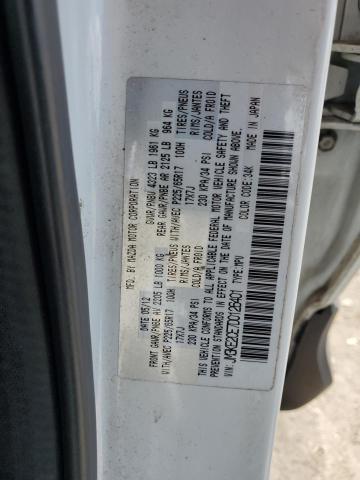 MFD. BY MAZDA MOTOR CORPORATION
DATE: 05/12 GVWR/PNBV 4323 LB 1961 KG
FRONT GAWR/PNBE AV 2205 LB 1000 KG REAR GAWR/PNBE AR 2125 LB 964 KG
WITH/AVEC P225/65R17 100H TIRES/PNEUS WITH/AVEC P225/65R17 100H TIRES/PNEUS
17X7J RIMS/JANTES 17X7J RIMS/JANTES
230 KPA/34 PSI COLD/A FROID 230 KPA/34 PSI COLD/A FROID
THIS VEHICLE CONFORMS TO ALL APPLICABLE FEDERAL MOTOR VEHICLE SAFETY AND THEFT
PREVENTION STANDARDS IN EFFECT ON THE DATE OF MANUFACTURE SHOWN ABOVE.
TYPE:MPV COLOR CODE:34K
MADE IN JAPAN